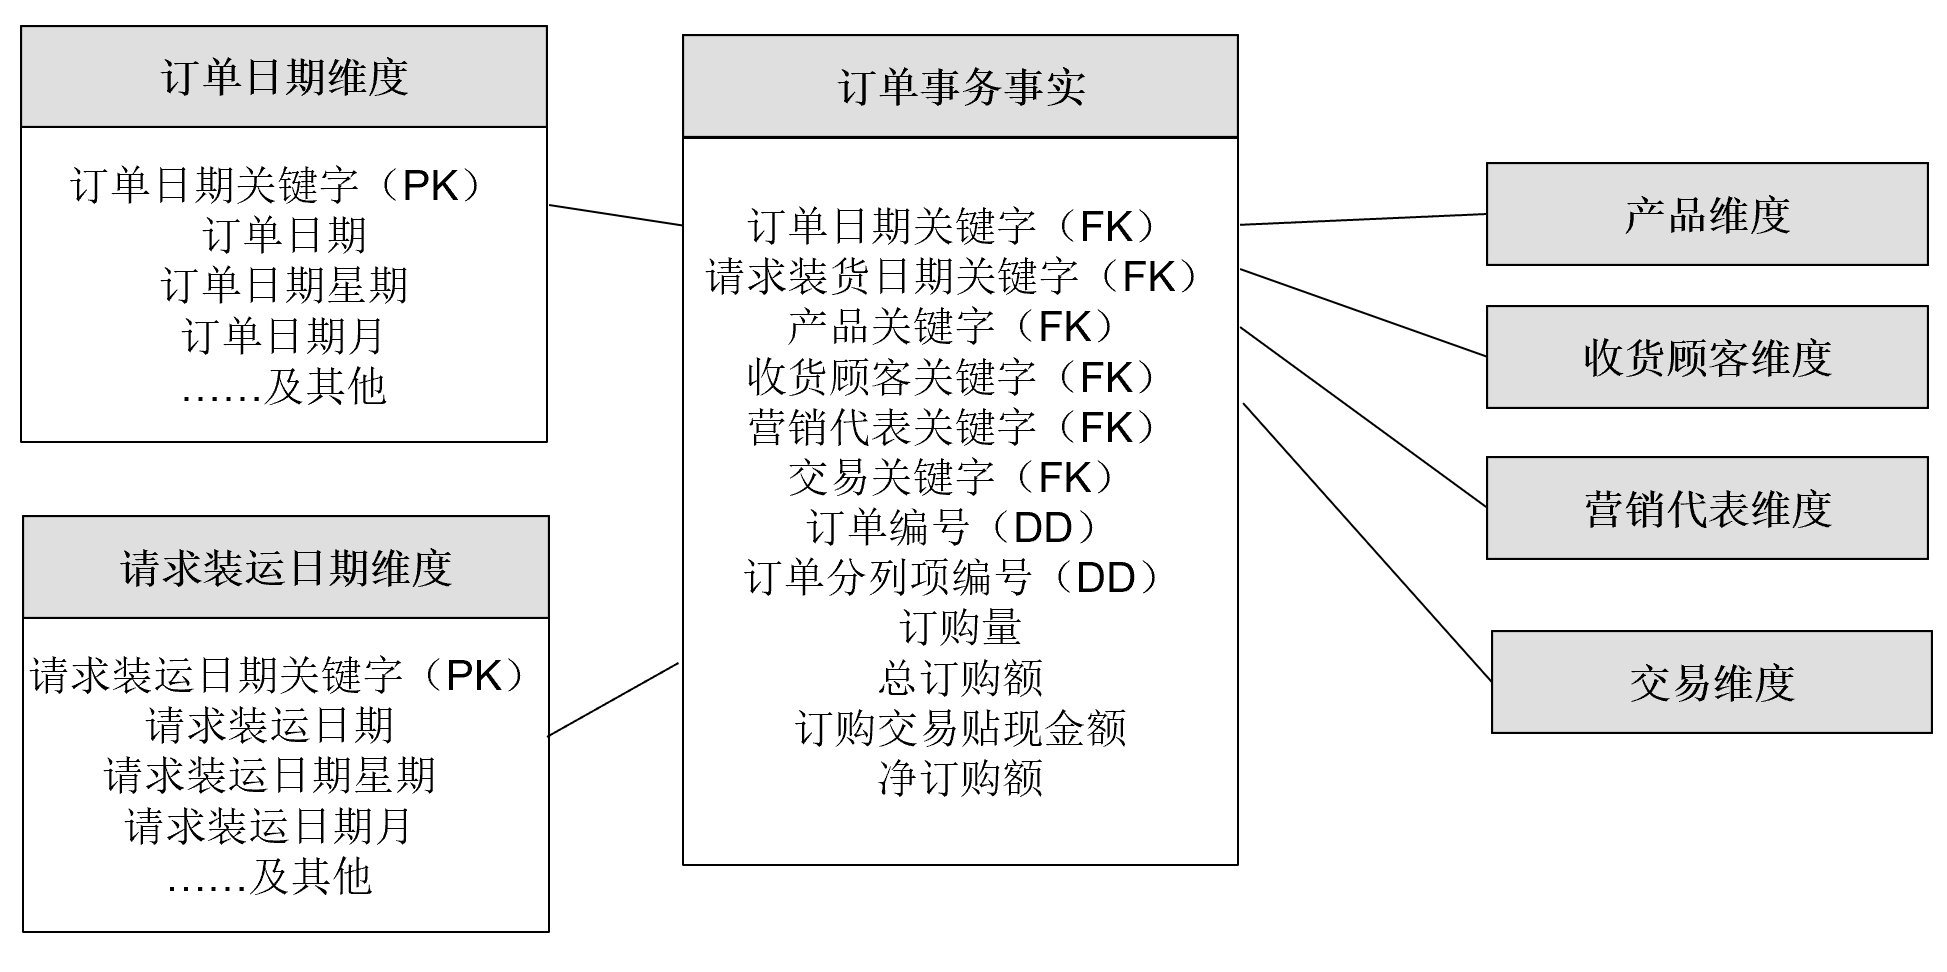 订单日期维度
订单日期关键字（PK）
订单日期
订单日期星期
订单日期月
……及其他
请求装运日期维度
请求装运日期关键字（PK）
请求装运日期
请求装运日期星期
请求装运日期月
……及其他
订单事务事实
订单日期关键字（FK）
请求装货日期关键字（FK）
产品关键字（FK）
收货顾客关键字（FK）
营销代表关键字（FK）
交易关键字（FK）
订单编号（DD）
订单分列项编号（DD）
订购量
总订购额
订购交易贴现金额
净订购额
产品维度
收货顾客维度
营销代表维度
交易维度